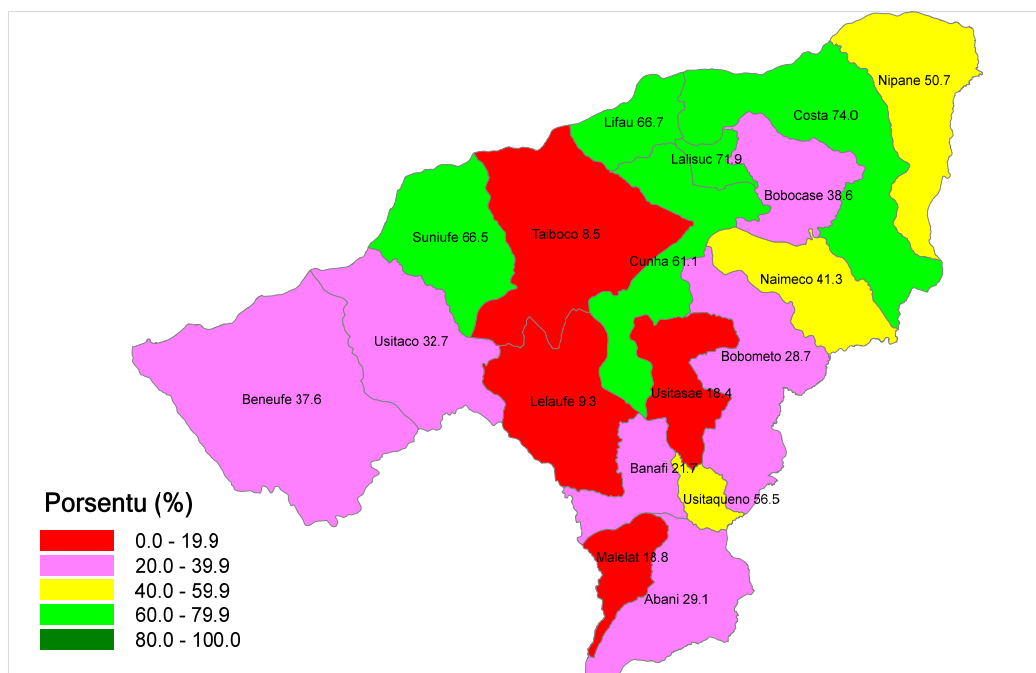 Nipane 50.7
Costa 74.0
Lifau 66.7
Lalisuc 71.9
Bobocase 38.6
Suniufe 66.5
Taiboco 8.5
Cunha 61.1
Naimeco 41.3
Usitaco 32.7
Bobometo 28.7
Beneufe 37.6
Lelaufe 9.3
Usitasae 18.4
Banafi 21.7
Usitaqueno 56.5
Malelat 18.8
Abani 29.1
Porsentu (%)
0.0 - 19.9
20.0 - 39.9
40.0 - 59.9
60.0 - 79.9
80.0 - 100.0